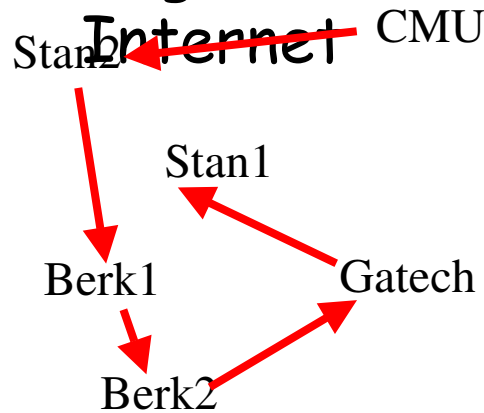 CMU
Internet
Stan2
Stan1
Berk1
Gatech
Berk2